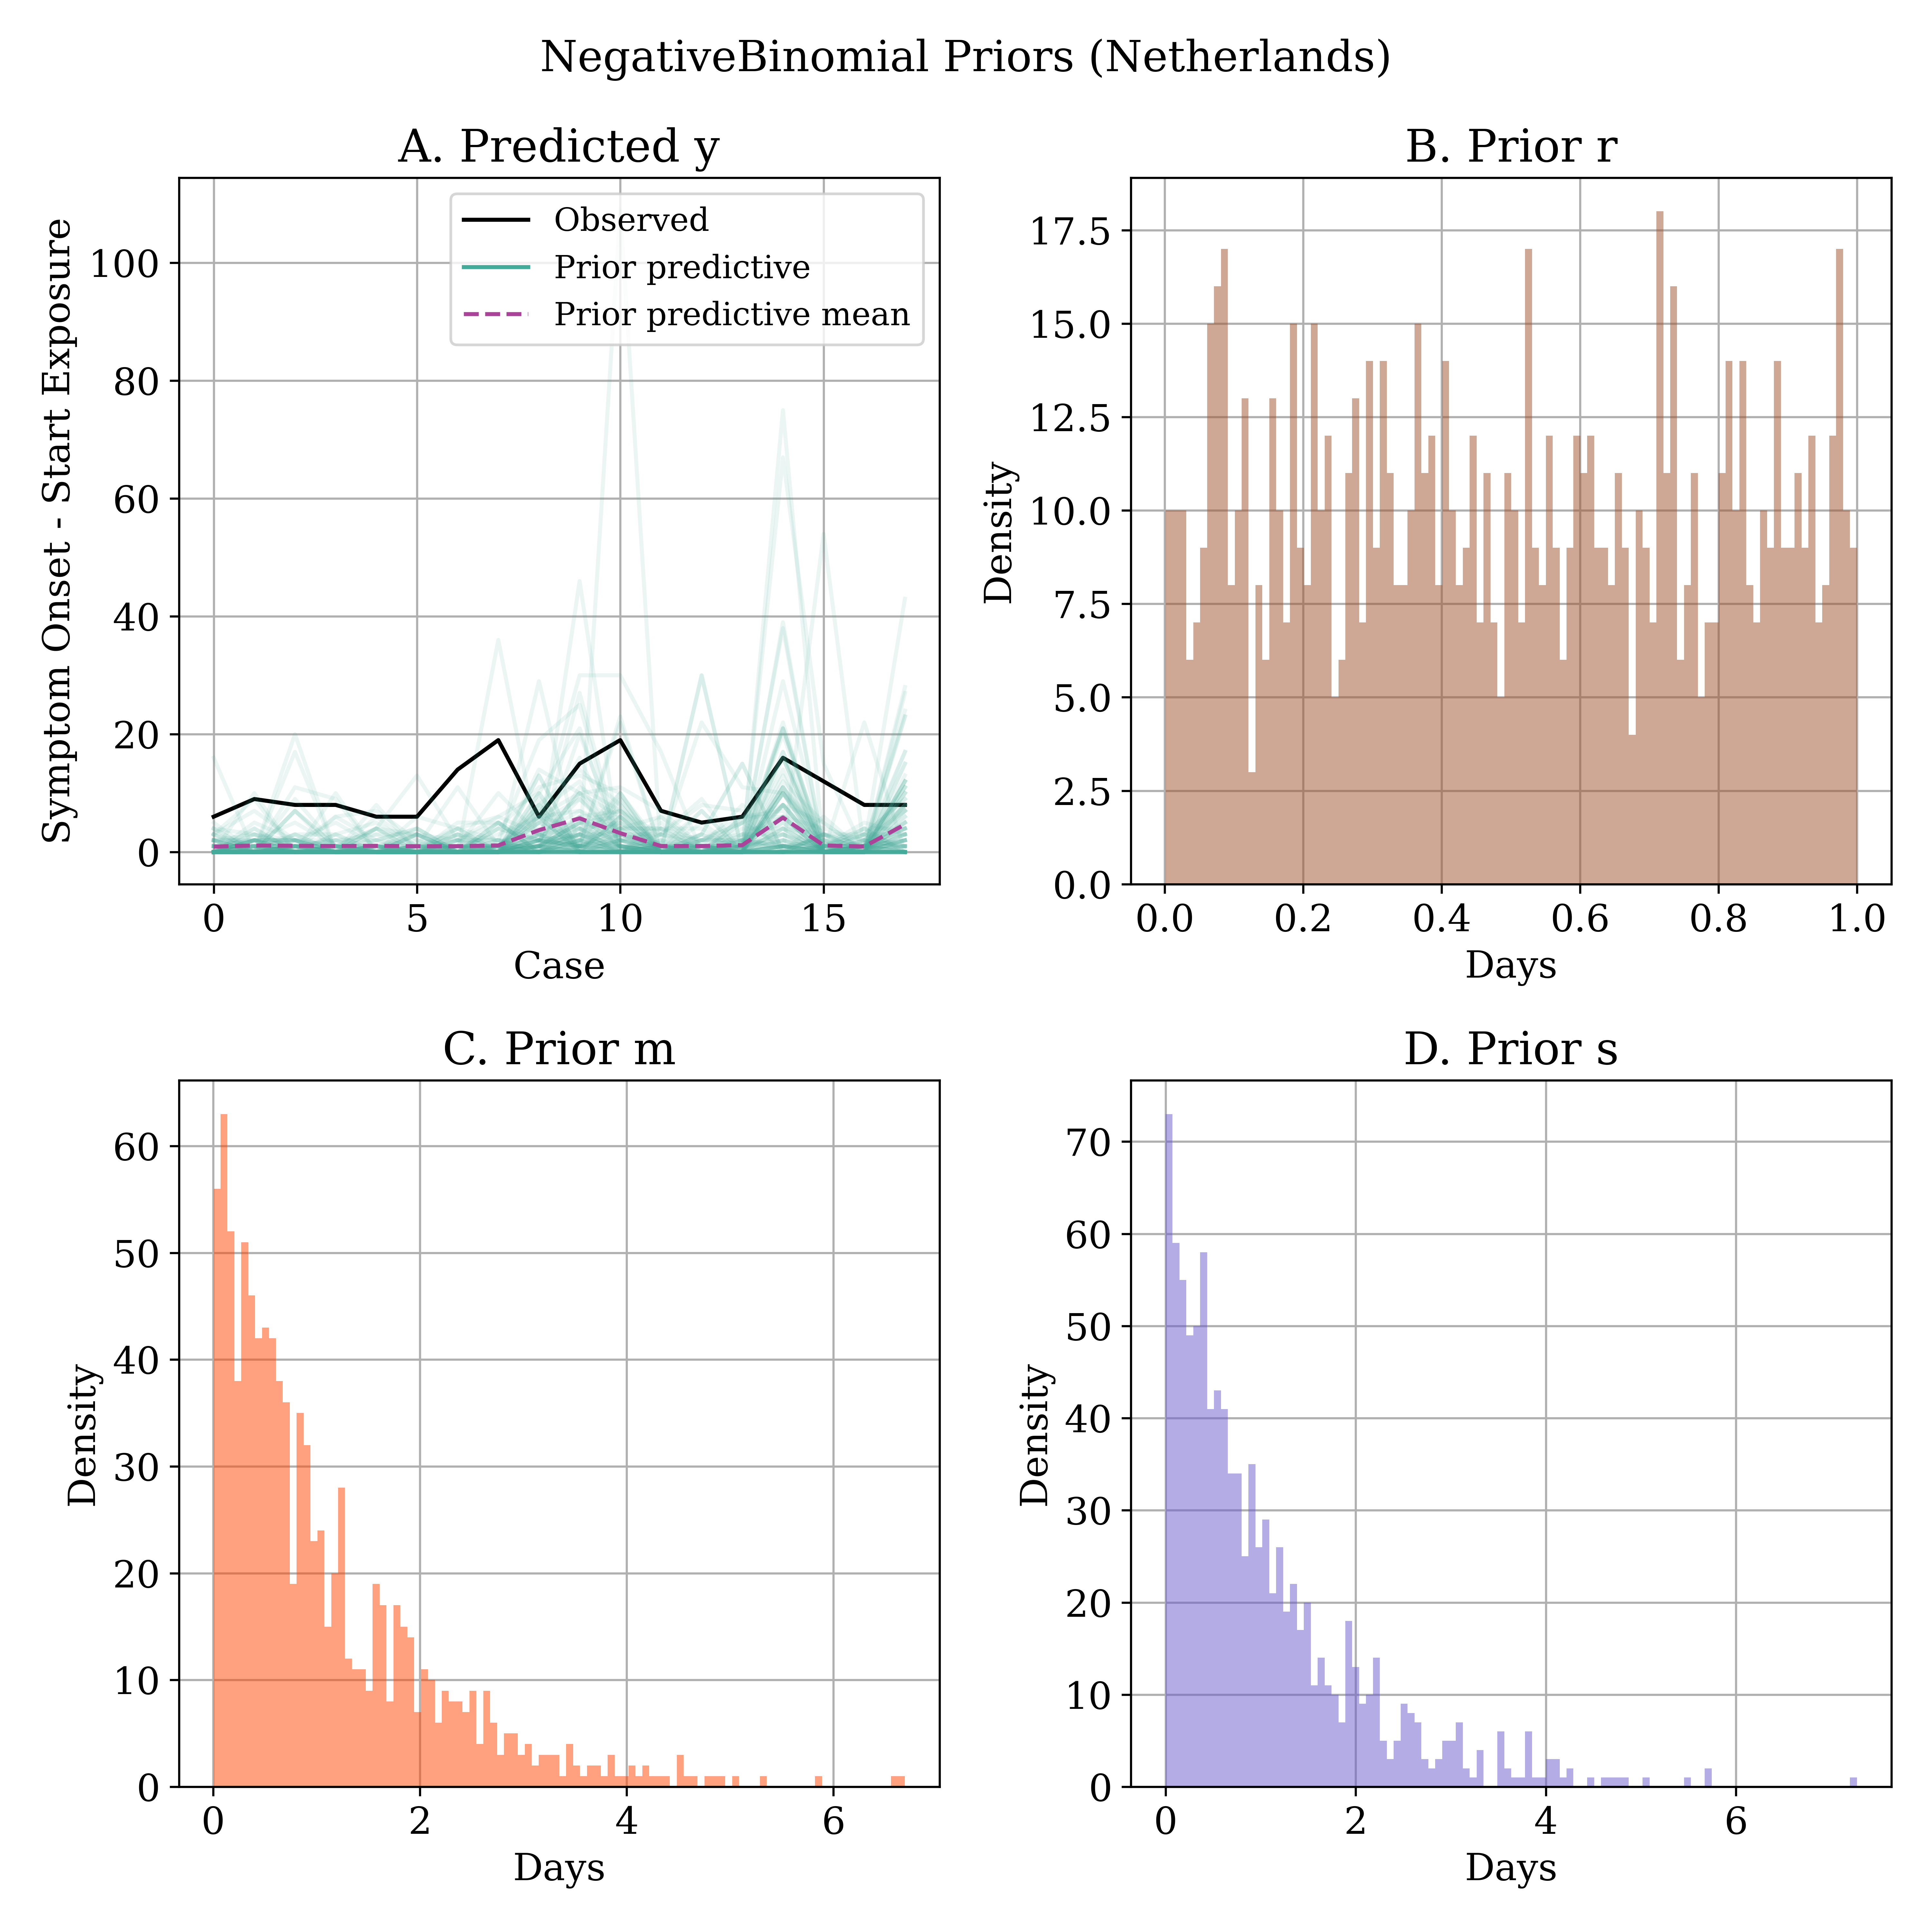 NegativeBinomial Priors (Netherlands)
A. Predicted y
Symptom Onset - Start Exposure
100
80
60
40
20
0
Observed
Prior predictive
Prior predictive mean
0 5 10 15
Case
B. Prior r
Density
17.5
15.0
12.5
10.0
7.5
5.0
2.5
0.0
0.0 0.2 0.4 0.6 0.8 1.0
Days
C. Prior m
Density
60
50
40
30
20
10
0
0 2 4 6
Days
D. Prior s
Density
70
60
50
40
30
20
10
0
0 2 4 6
Days